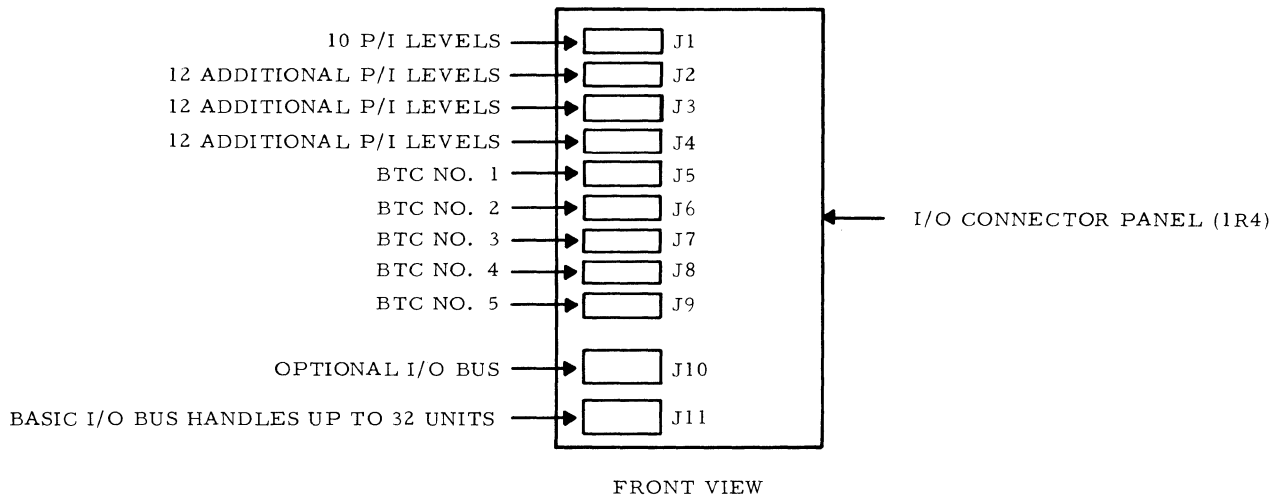 10 P/I LEVELS J1
12 ADDITIONAL P/I LEVELS J2
12 ADDITIONAL P/I LEVELS J3
12 ADDITIONAL P/I LEVELS J4
BTC NO. 1 J5
BTC NO. 2 J6
I/O CONNECTOR PANEL (1R4)
BTC NO. 3 J7
BTC NO. 4 J8
BTC NO. 5 J9
OPTIONAL I/O BUS J10
BASIC I/O BUS HANDLES UP TO 32 UNITS J11
FRONT VIEW